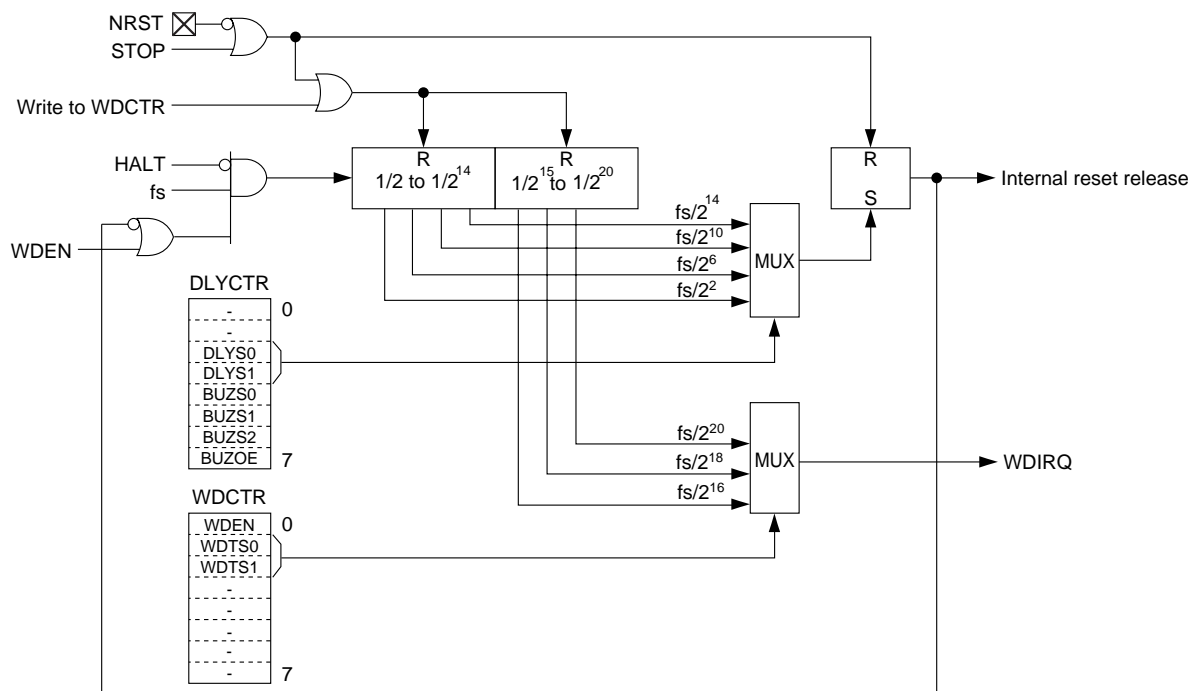 NRST
STOP
Write to WDCTR
HALT
fs
WDEN
R
1/2 to 1/2^14
R
1/2^15 to 1/2^20
R
S
Internal reset release
fs/2^14
fs/2^10
fs/2^6
fs/2^2
MUX
DLYCTR
- 0
-
DLYS0
DLYS1
BUZS0
BUZS1
BUZS2
BUZOE 7
fs/2^20
fs/2^18
fs/2^16
MUX
WDIRQ
WDCTR
WDEN 0
WDTS0
WDTS1
-
-
-
-
- 7